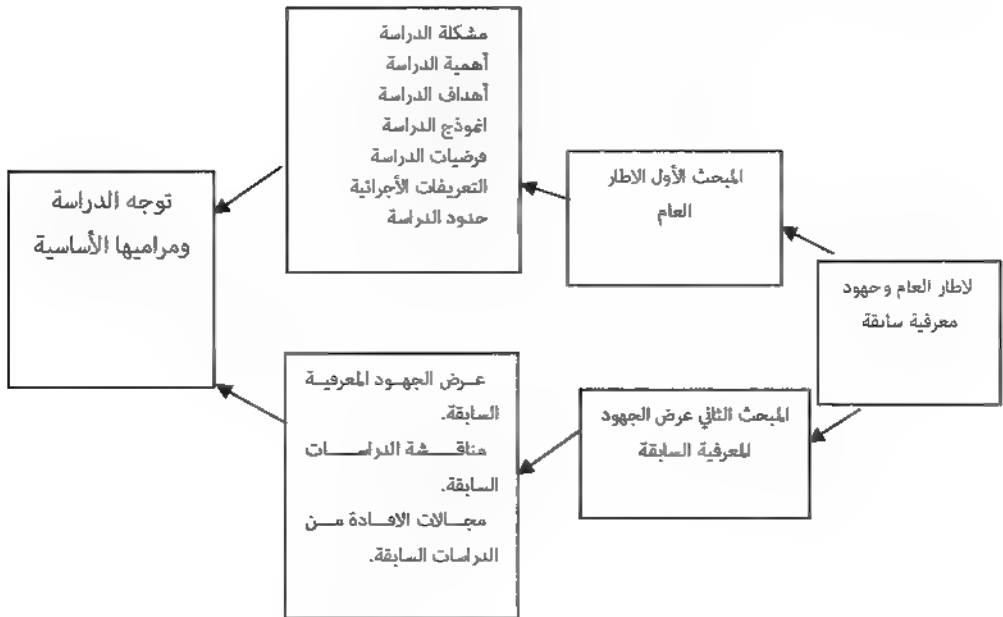 لاطار العام وجهود
معرفية سابقة
المبحث الأول الاطار
العام
مشكلة الدراسة
أهمية الدراسة
أهداف الدراسة
انموذج الدراسة
فرضيات الدراسة
التعريفات الأجرائية
حدود الدراسة
المبحث الثاني عرض الجهود
المعرفية السابقة
عـرض الجهـود المعرفيـة
السابقة.
مناقـــشة الدراســـات
السابقة.
مجــالات الافــادة مــن
الدراسات السابقة.
توجه الدراسة
ومراميها الأساسية